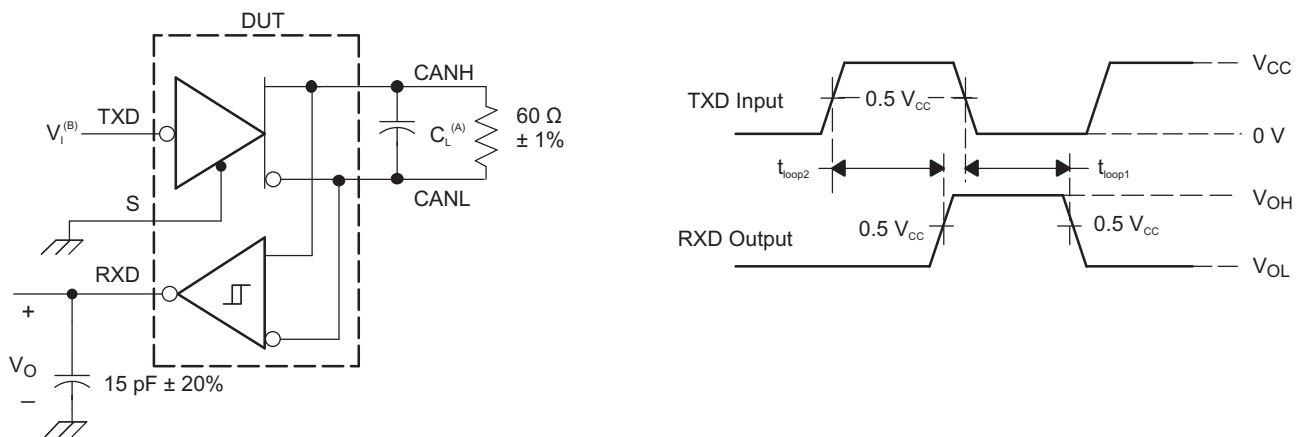 DUT
CANH
TXD
V_I^(B)
C_L^(A)
60 Ω
± 1%
CANL
S
RXD
+
V_O
–
15 pF ± 20%
TXD Input
0.5 V_CC
V_CC
0 V
t_loop2
t_loop1
RXD Output
0.5 V_CC
0.5 V_CC
V_OH
V_OL